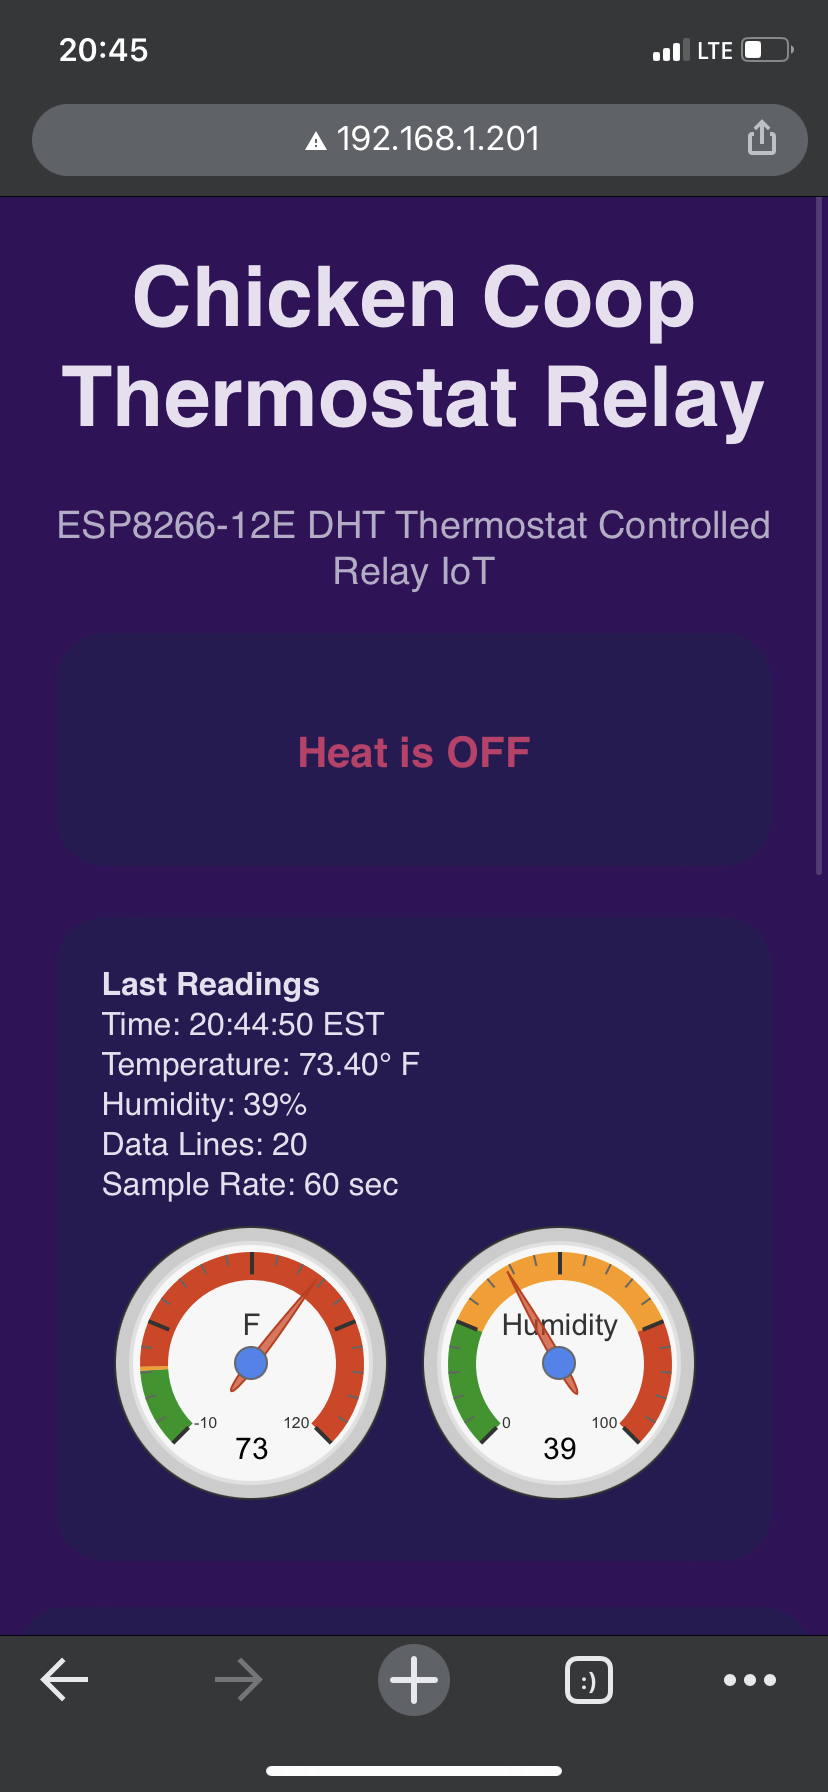 20:45
LTE
192.168.1.201
Chicken Coop
Thermostat Relay
ESP8266-12E DHT Thermostat Controlled
Relay IoT
Heat is OFF
Last Readings
Time: 20:44:50 EST
Temperature: 73.40° F
Humidity: 39%
Data Lines: 20
Sample Rate: 60 sec
F
-10
120
73
Humidity
0
100
39
:)